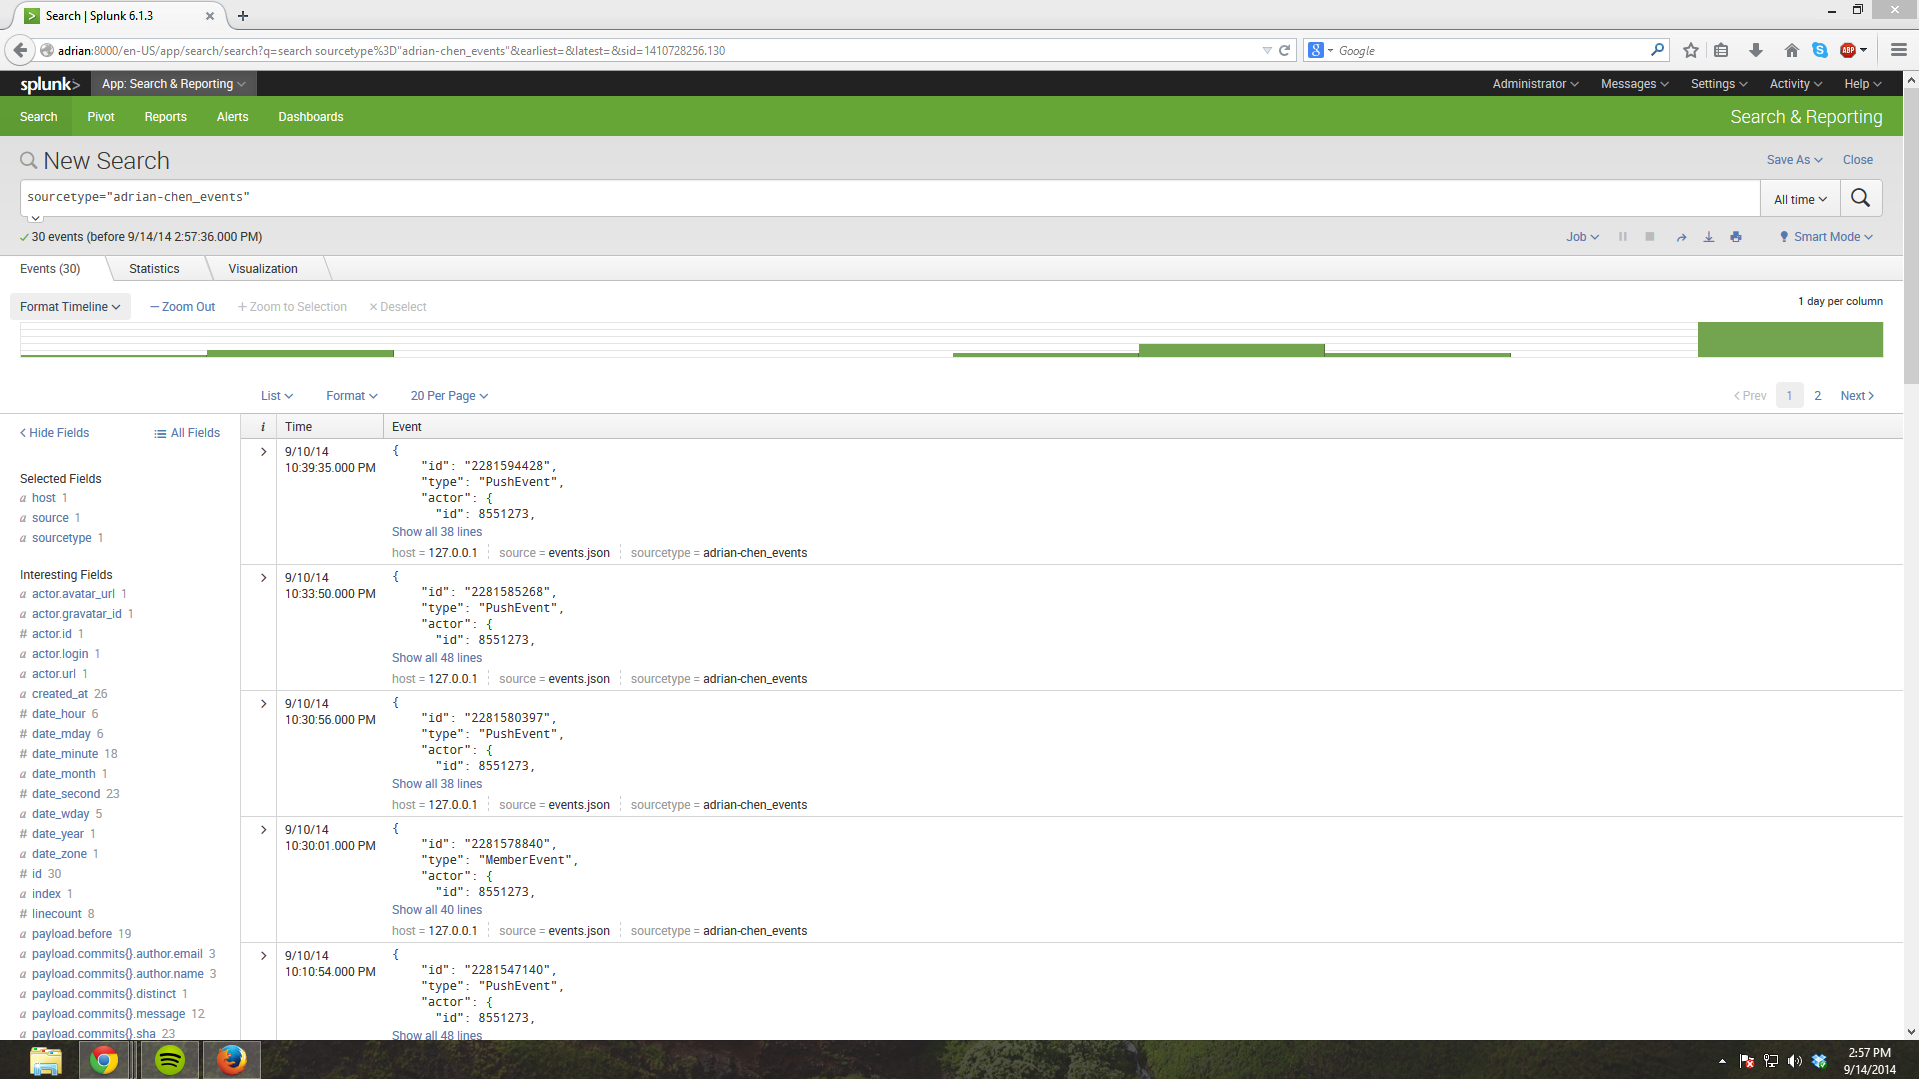 Search | Splunk 6.1.3
adrian:8000/en-US/app/search/search?q=search sourcetype%3D"adrian-chen_events"&earliest=&latest=&sid=1410728256.130
Google
ABP
splunk> App: Search & Reporting Administrator Messages Settings Activity Help
Search Pivot Reports Alerts Dashboards Search & Reporting
New Search Save As Close
sourcetype="adrian-chen_events" All time
30 events (before 9/14/14 2:57:36.000 PM) Job Smart Mode
Events (30) Statistics Visualization
Format Timeline — Zoom Out + Zoom to Selection × Deselect 1 day per column
List Format 20 Per Page < Prev 1 2 Next >
< Hide Fields All Fields
Selected Fields
a host 1
a source 1
a sourcetype 1
Interesting Fields
a actor.avatar_url 1
a actor.gravatar_id 1
# actor.id 1
a actor.login 1
a actor.url 1
a created_at 26
# date_hour 6
# date_mday 6
# date_minute 18
a date_month 1
# date_second 23
a date_wday 5
# date_year 1
a date_zone 1
# id 30
a index 1
# linecount 8
a payload.before 19
a payload.commits{}.author.email 3
a payload.commits{}.author.name 3
a payload.commits{}.distinct 1
a payload.commits{}.message 12
a payload.commits{}.sha 23
i Time Event
> 9/10/14 {
10:39:35.000 PM "id": "2281594428",
"type": "PushEvent",
"actor": {
"id": 8551273,
Show all 38 lines
host = 127.0.0.1 source = events.json sourcetype = adrian-chen_events
> 9/10/14 {
10:33:50.000 PM "id": "2281585268",
"type": "PushEvent",
"actor": {
"id": 8551273,
Show all 48 lines
host = 127.0.0.1 source = events.json sourcetype = adrian-chen_events
> 9/10/14 {
10:30:56.000 PM "id": "2281580397",
"type": "PushEvent",
"actor": {
"id": 8551273,
Show all 38 lines
host = 127.0.0.1 source = events.json sourcetype = adrian-chen_events
> 9/10/14 {
10:30:01.000 PM "id": "2281578840",
"type": "MemberEvent",
"actor": {
"id": 8551273,
Show all 40 lines
host = 127.0.0.1 source = events.json sourcetype = adrian-chen_events
> 9/10/14 {
10:10:54.000 PM "id": "2281547140",
"type": "PushEvent",
"actor": {
"id": 8551273,
Show all 48 lines
2:57 PM
9/14/2014